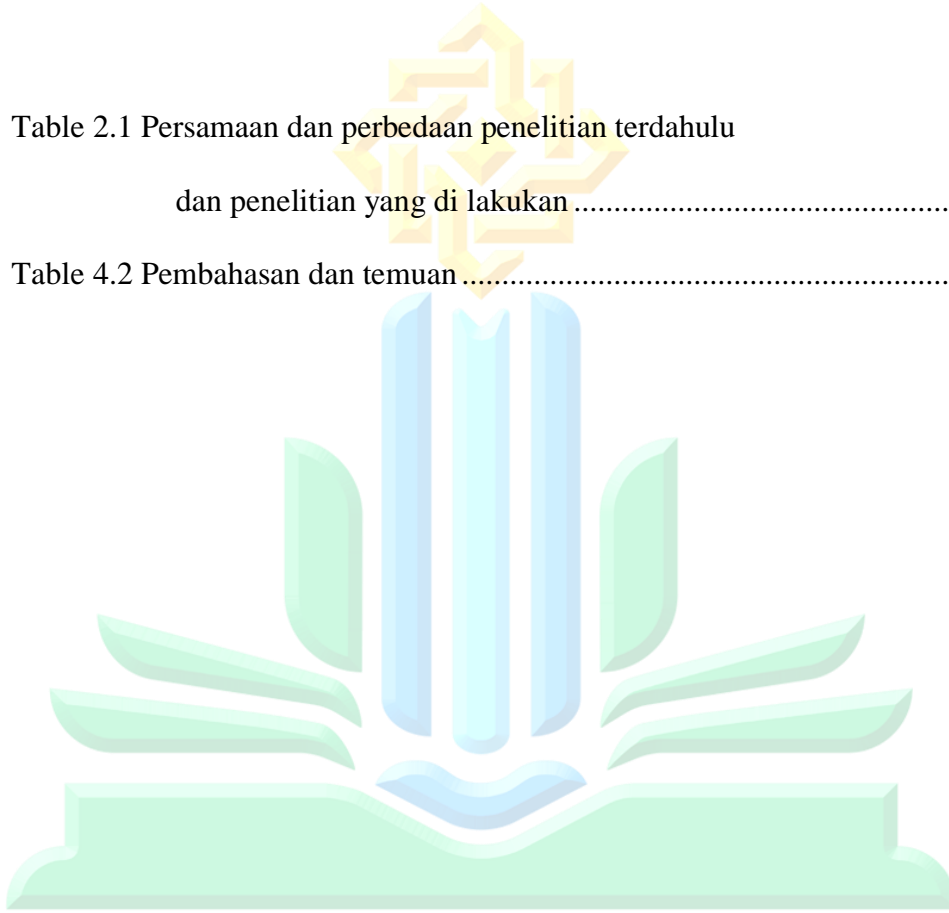 Table 2.1 Persamaan dan perbedaan penelitian terdahulu
dan penelitian yang di lakukan ...............................................
Table 4.2 Pembahasan dan temuan .............................................................